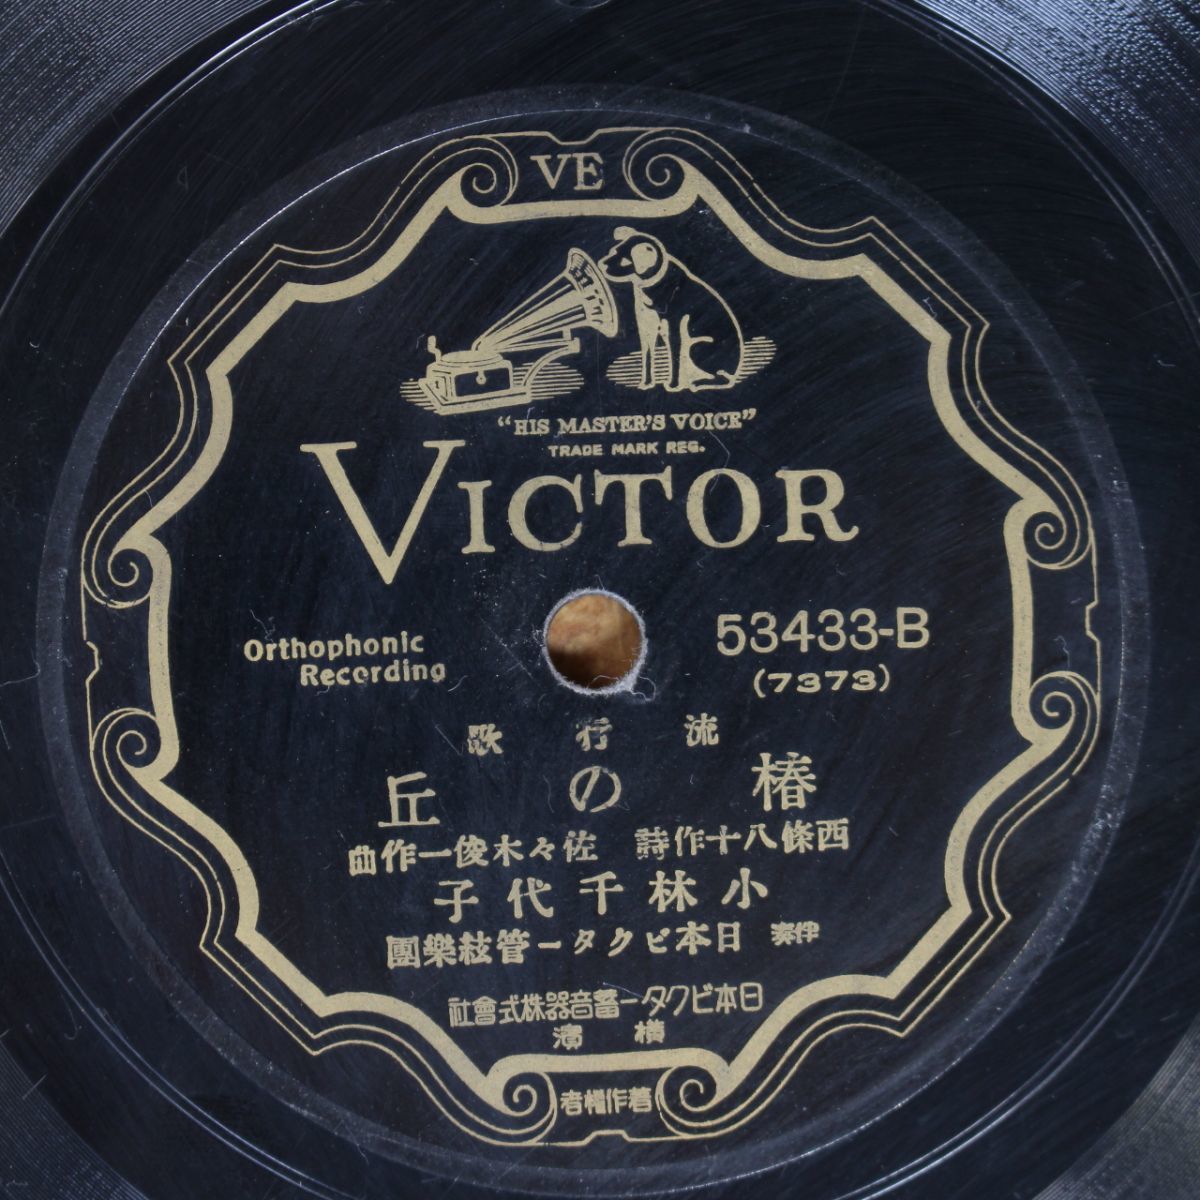 VE
"HIS MASTER'S VOICE"
TRADE MARK REG.
VICTOR
Orthophonic
Recording
53433-B
(7373)
流行歌
椿の丘
西條八十作詩 佐々木俊一作曲
小林千代子
伴奏 日本ビクター管絃樂團
日本ビクター蓄音器株式會社
横濱
著作權者